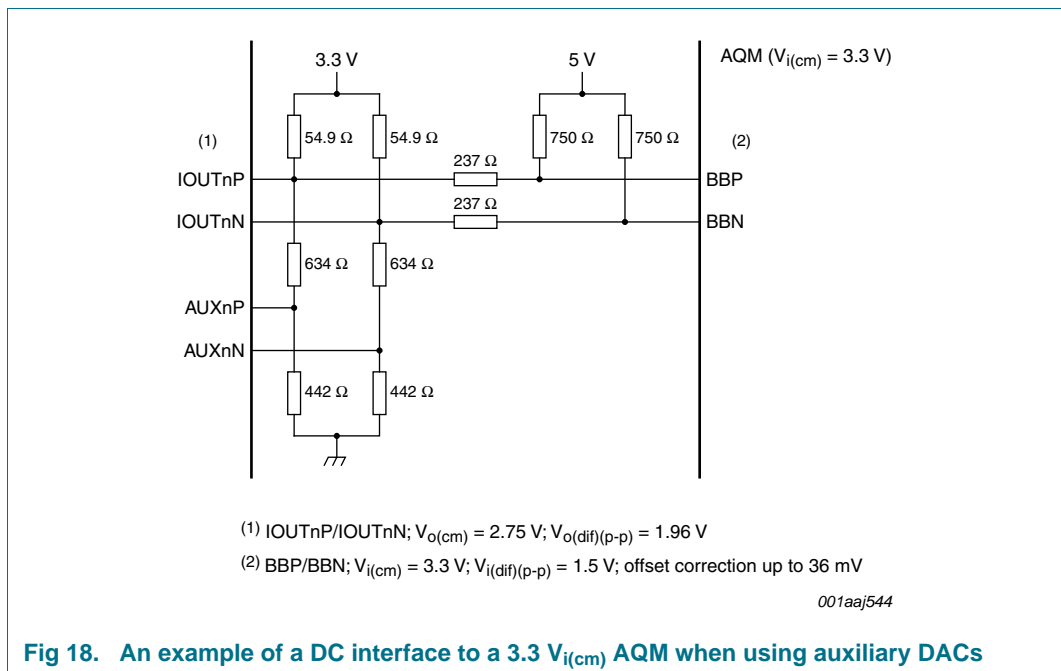 3.3 V
5 V
AQM (Vi(cm) = 3.3 V)
(1)
54.9 Ω
54.9 Ω
750 Ω
750 Ω
(2)
237 Ω
IOUTnP
BBP
237 Ω
IOUTnN
BBN
634 Ω
634 Ω
AUXnP
AUXnN
442 Ω
442 Ω
(1) IOUTnP/IOUTnN; Vo(cm) = 2.75 V; Vo(dif)(p-p) = 1.96 V
(2) BBP/BBN; Vi(cm) = 3.3 V; Vi(dif)(p-p) = 1.5 V; offset correction up to 36 mV
001aaj544
Fig 18. An example of a DC interface to a 3.3 Vi(cm) AQM when using auxiliary DACs